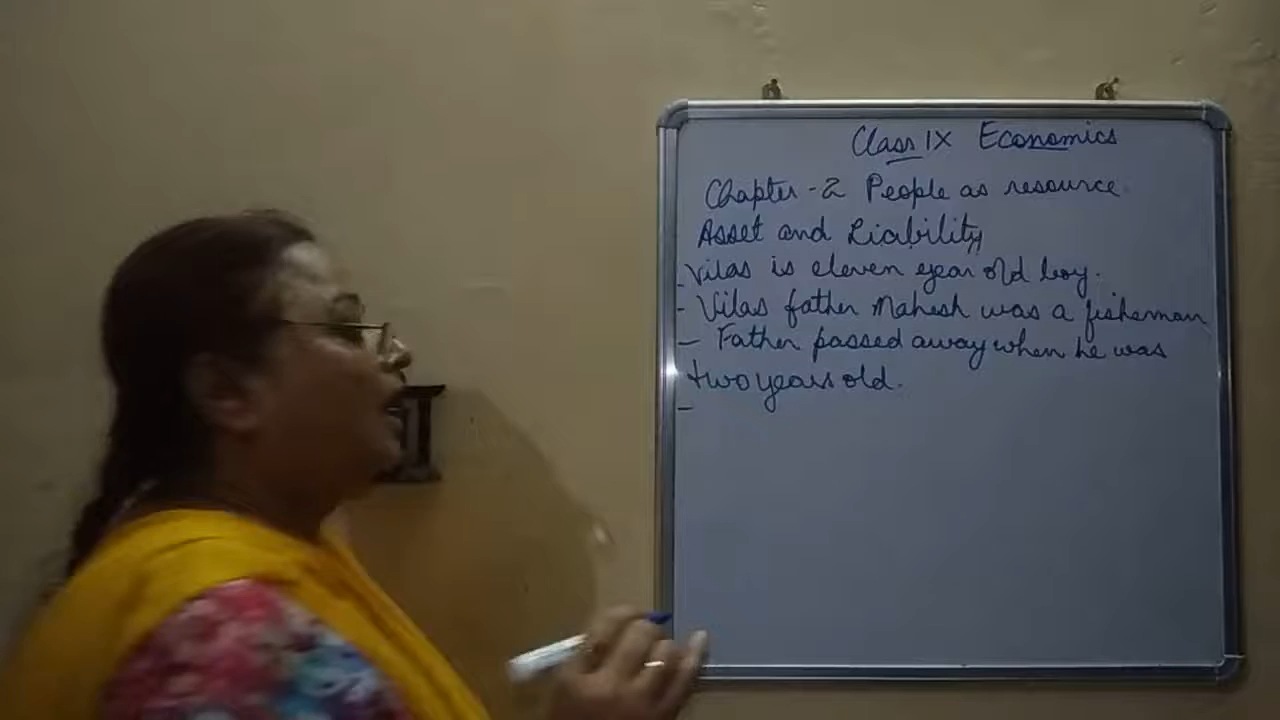 Class IX Economics
Chapter - 2 People as resource
Asset and Liability
- Vilas is eleven year old boy.
- Vilas father Mahesh was a fisherman
- Father passed away when he was
two years old.
-